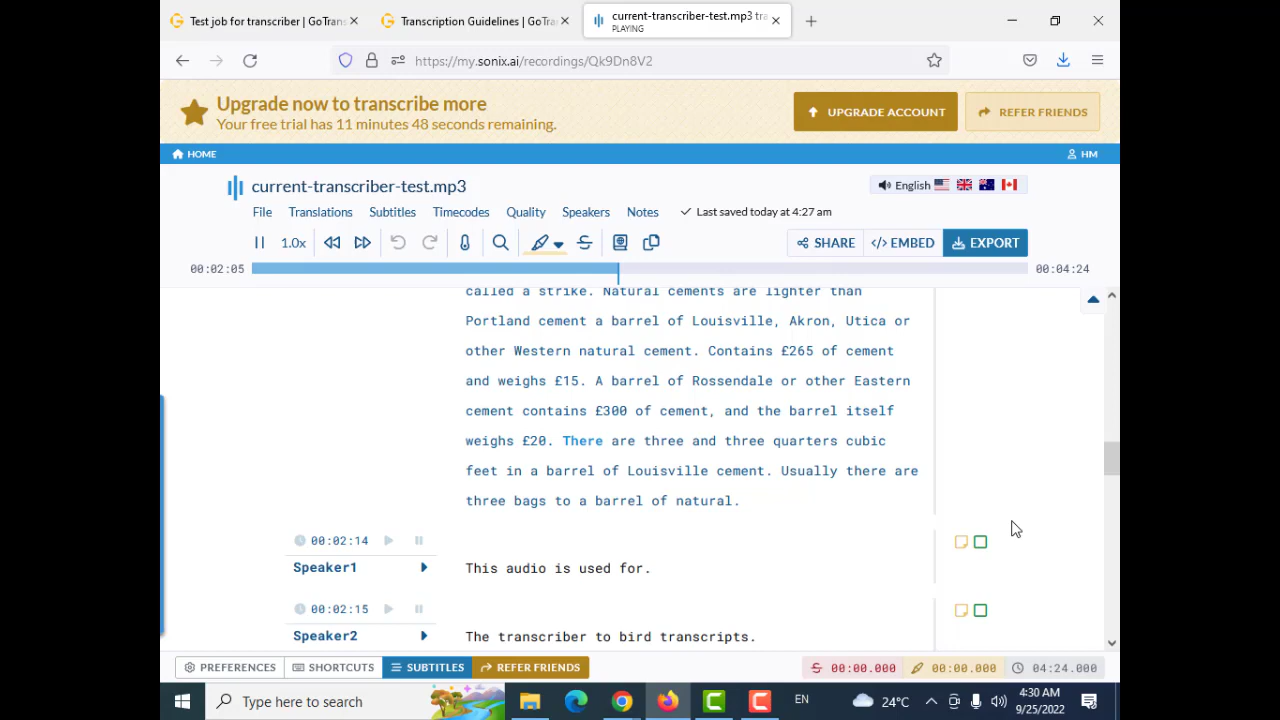 Test job for transcriber | GoTrans
Transcription Guidelines | GoTran
current-transcriber-test.mp3 tra
PLAYING
https://my.sonix.ai/recordings/Qk9Dn8V2
Upgrade now to transcribe more
Your free trial has 11 minutes 48 seconds remaining.
UPGRADE ACCOUNT
REFER FRIENDS
HOME
HM
current-transcriber-test.mp3
English
File Translations Subtitles Timecodes Quality Speakers Notes Last saved today at 4:27 am
1.0x
SHARE
</> EMBED
EXPORT
00:02:05
00:04:24
called a strike. Natural cements are lighter than
Portland cement a barrel of Louisville, Akron, Utica or
other Western natural cement. Contains £265 of cement
and weighs £15. A barrel of Rossendale or other Eastern
cement contains £300 of cement, and the barrel itself
weighs £20. There are three and three quarters cubic
feet in a barrel of Louisville cement. Usually there are
three bags to a barrel of natural.
00:02:14
Speaker1
This audio is used for.
00:02:15
Speaker2
The transcriber to bird transcripts.
PREFERENCES
SHORTCUTS
SUBTITLES
REFER FRIENDS
00:00.000
00:00.000
04:24.000
Type here to search
EN
24°C
4:30 AM
9/25/2022